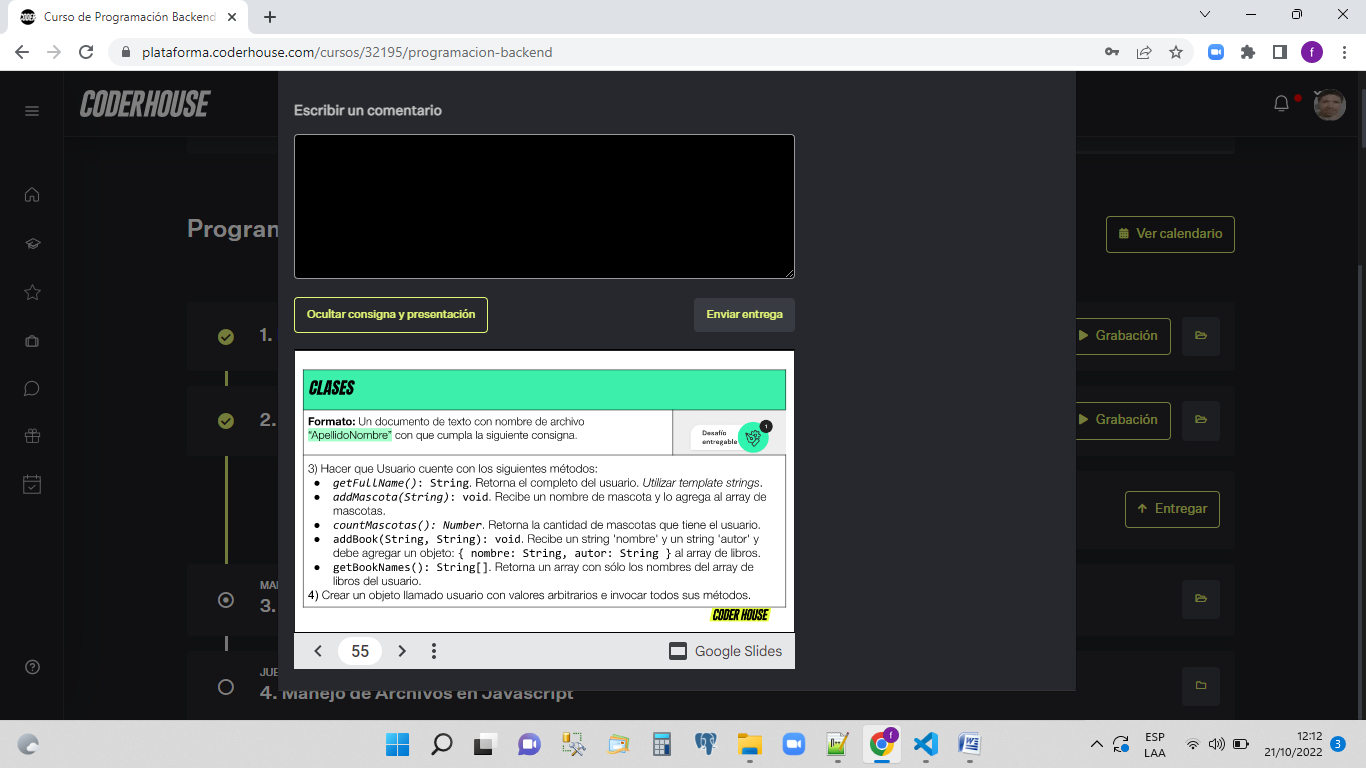 Curso de Programación Backend
plataforma.coderhouse.com/cursos/32195/programacion-backend
f
CODERHOUSE
Escribir un comentario
Program
Ver calendario
Ocultar consigna y presentación
Enviar entrega
1.
Grabación
2.
Grabación
CLASES
Formato: Un documento de texto con nombre de archivo
“ApellidoNombre” con que cumpla la siguiente consigna.
Desafío
entregable
1
3) Hacer que Usuario cuente con los siguientes métodos:
● getFullName(): String. Retorna el completo del usuario. Utilizar template strings.
● addMascota(String): void. Recibe un nombre de mascota y lo agrega al array de
mascotas.
● countMascotas(): Number. Retorna la cantidad de mascotas que tiene el usuario.
● addBook(String, String): void. Recibe un string 'nombre' y un string 'autor' y
debe agregar un objeto: { nombre: String, autor: String } al array de libros.
● getBookNames(): String[]. Retorna un array con sólo los nombres del array de
libros del usuario.
4) Crear un objeto llamado usuario con valores arbitrarios e invocar todos sus métodos.
CODER HOUSE
Entregar
MA
3.
55
Google Slides
JUE
4. Manejo de Archivos en Javascript
f
ESP
LAA
12:12
21/10/2022
3